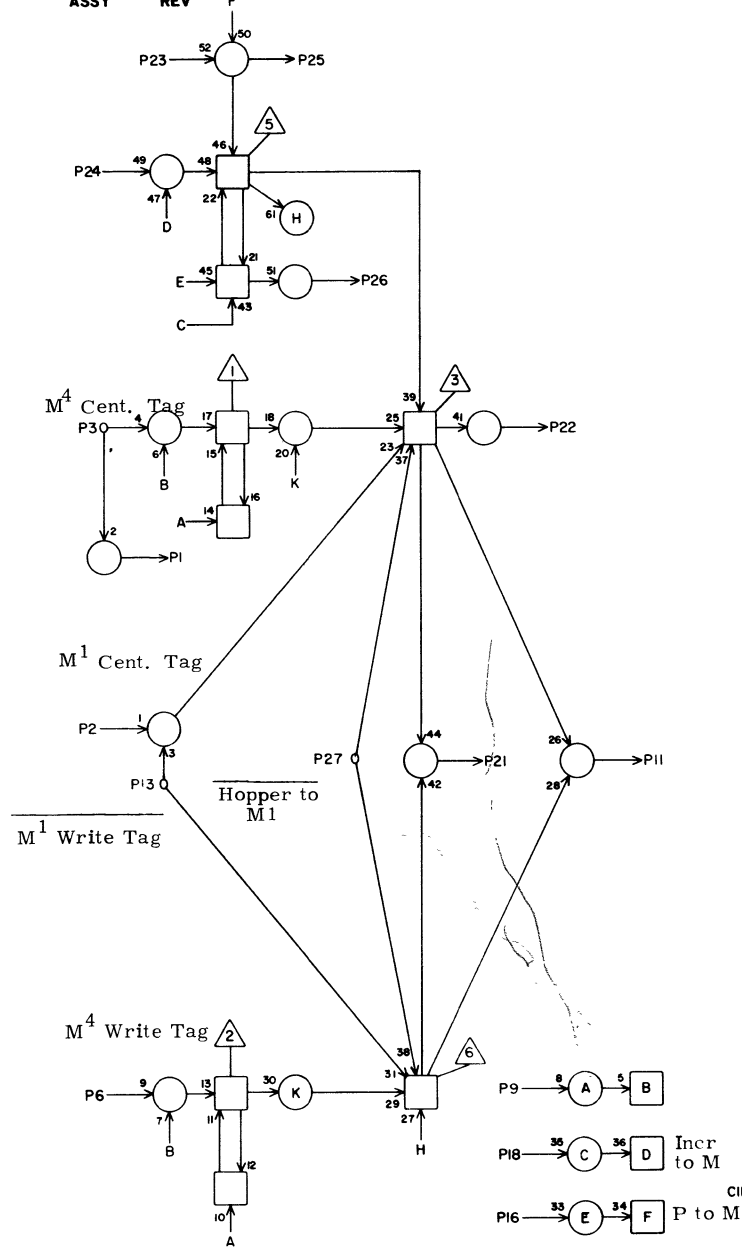 ASSY REV F
50
52
P23 P25
46 5
49 48
P24
47 22
D 61 H
21
E 45 51 P26
43
C
1 3
39
M4 Cent. Tag
4 17 18 25 41
P3 P22
6 15 20 23 37
B K
16
14
A
2
P1
M1 Cent. Tag
1
P2
3
44 26
P13 P27 P21 P11
42 28
Hopper to
M1
M1 Write Tag
M4 Write Tag 2
38 6
31
9 13 30 K
P6 29
7 11 27
B H
12
10
A
P9 8 A 5 B
P18 35 C 36 D Incr
to M
P16 33 E 34 F P to M